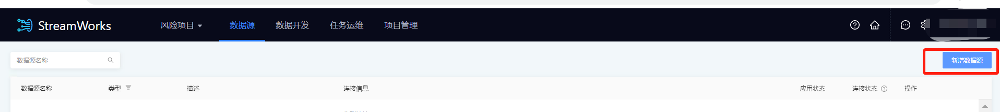 StreamWorks 风险项目 数据源 数据开发 任务运维 项目管理
数据源名称 新增数据源
数据源名称 类型 描述 连接信息 应用状态 连接状态 操作